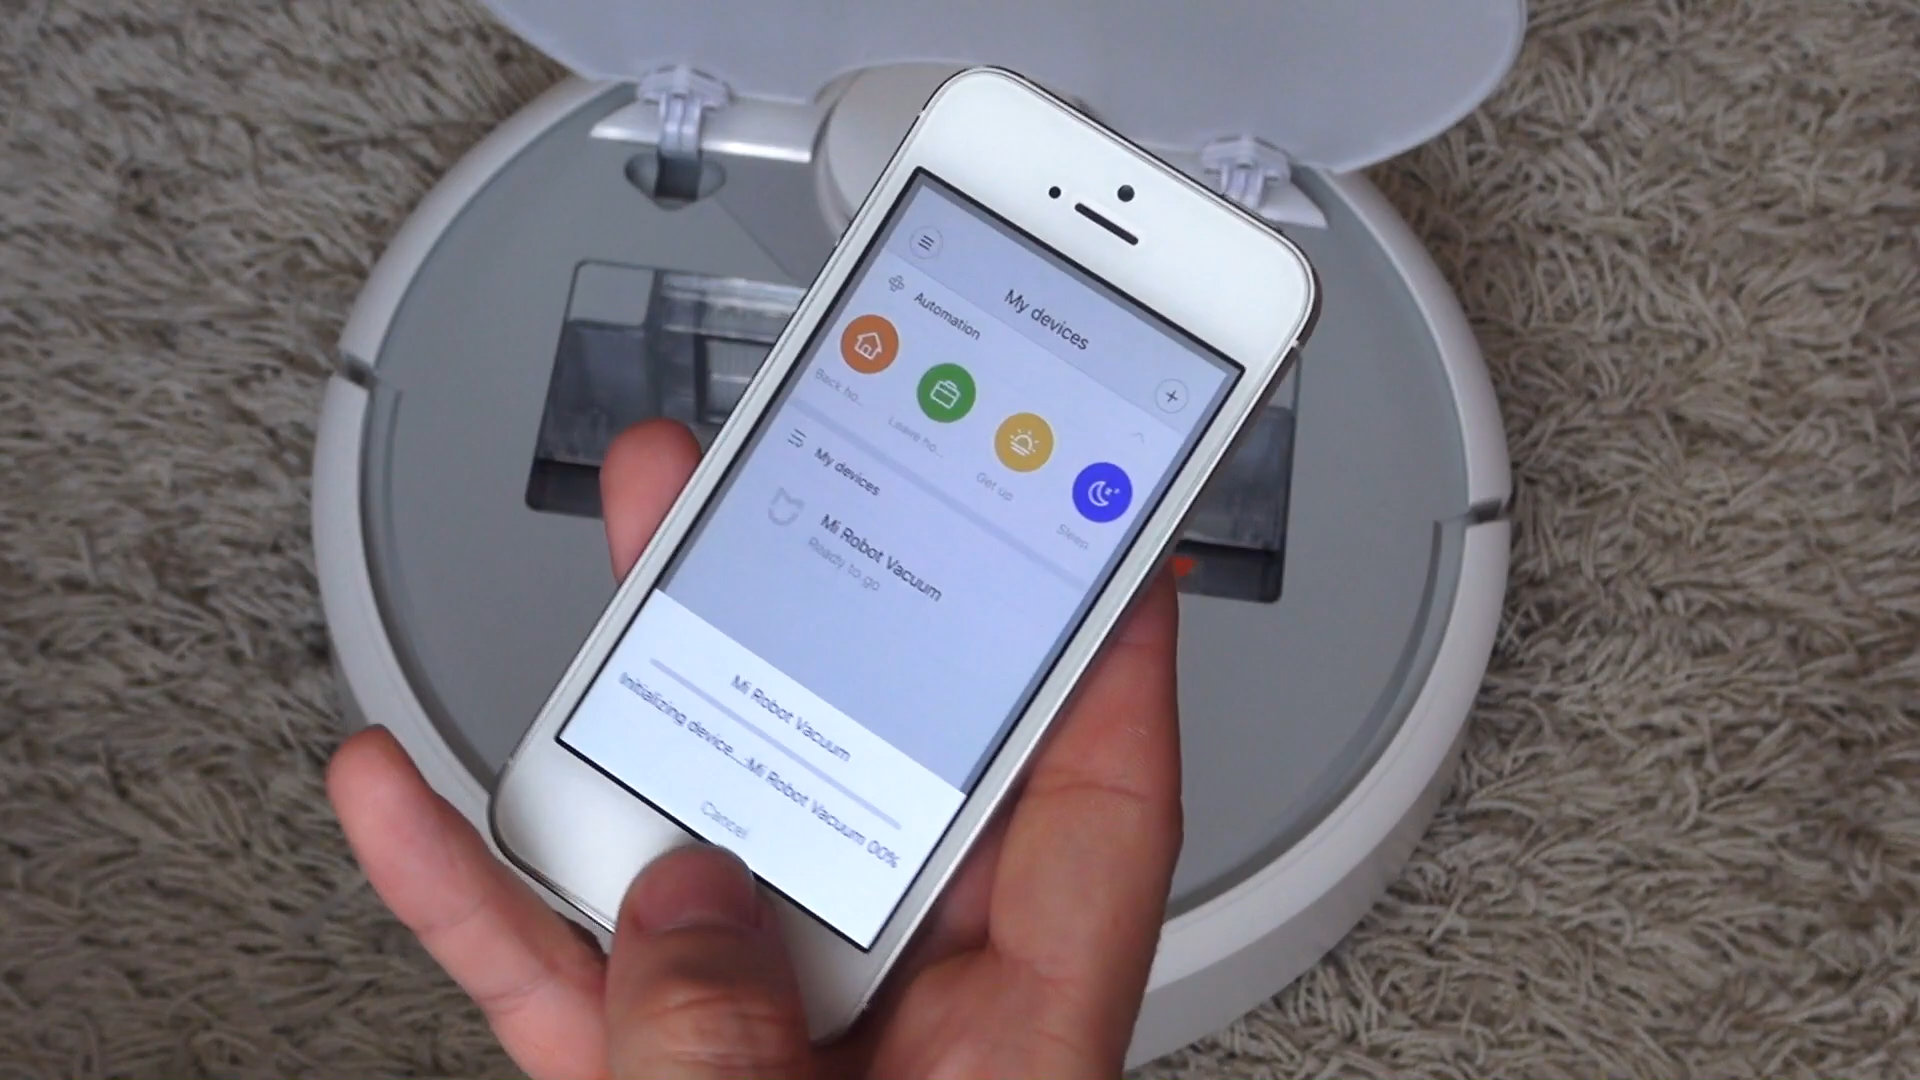 My devices
Automation
Back ho...
Leave ho...
Get up
Sleep
My devices
Mi Robot Vacuum
Ready to go
Mi Robot Vacuum
Initializing device...:Mi Robot Vacuum 00%
Cancel